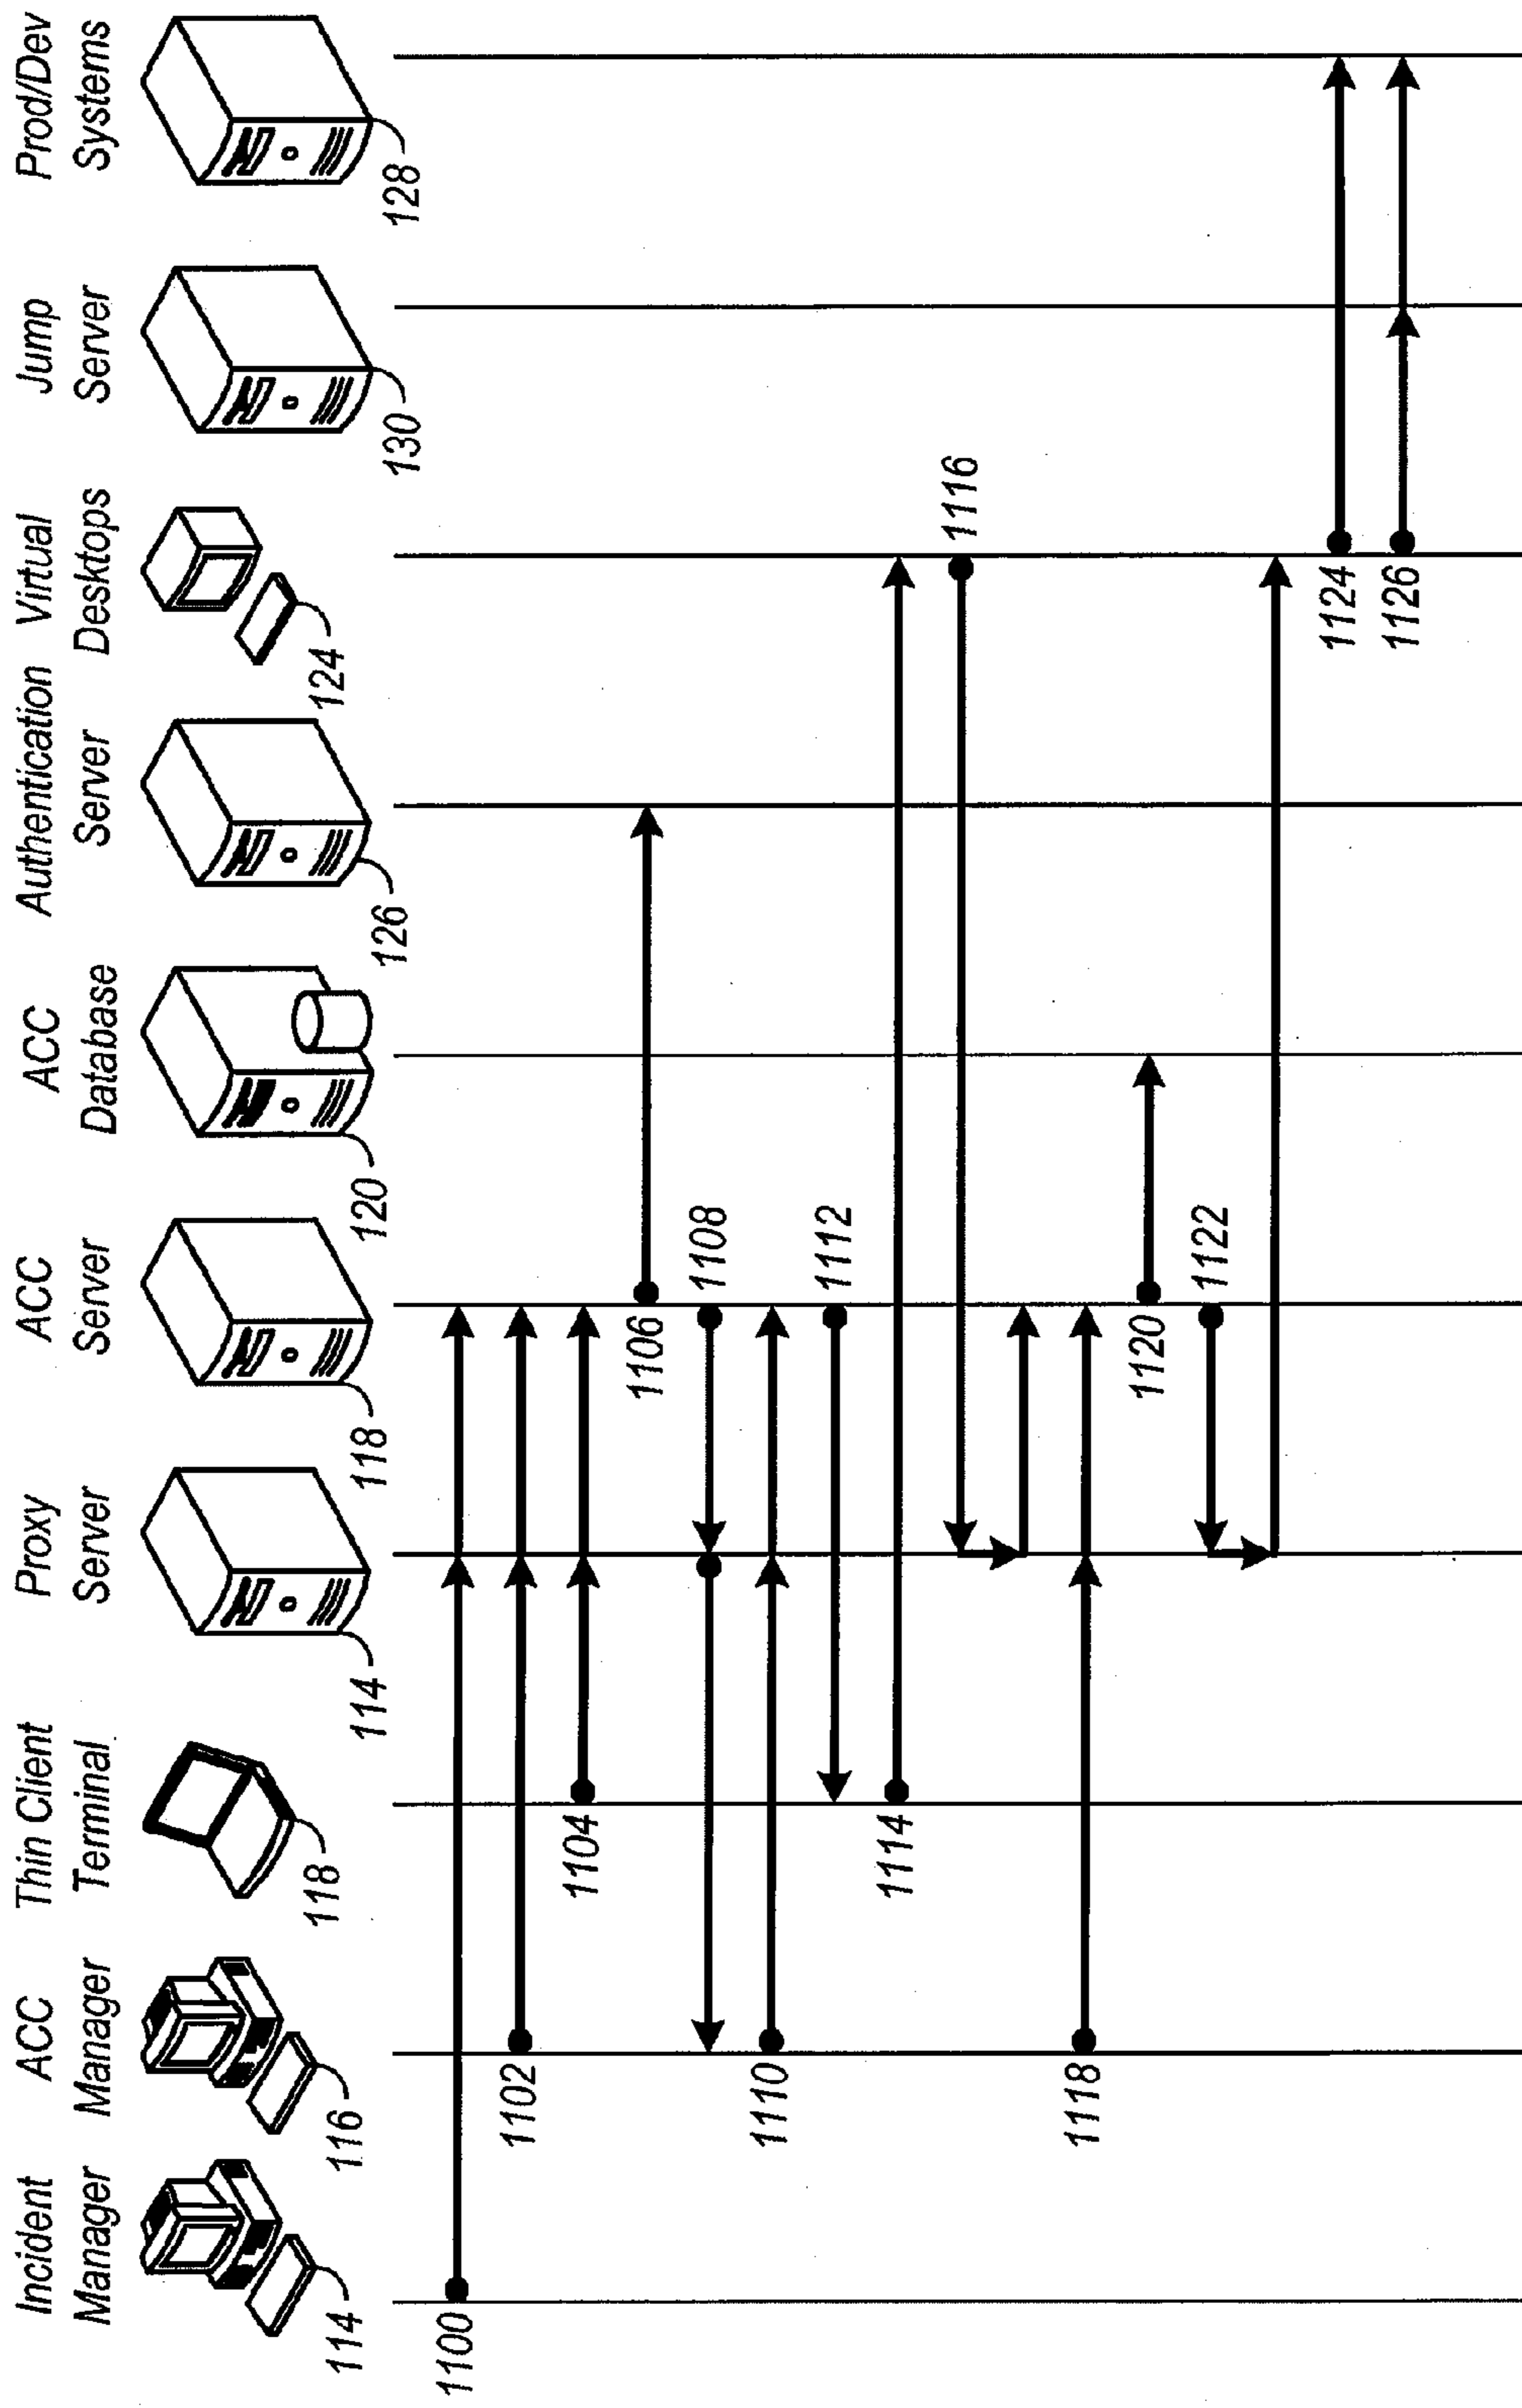 Incident
Manager
ACC
Manager
Thin Client
Terminal
Proxy
Server
ACC
Server
ACC
Database
Authentication
Server
Virtual
Desktops
Jump
Server
Prod/Dev
Systems
114
116
118
114
118
120
126
124
130
128
1100
1102
1104
1106
1108
1110
1112
1114
1116
1118
1120
1122
1124
1126